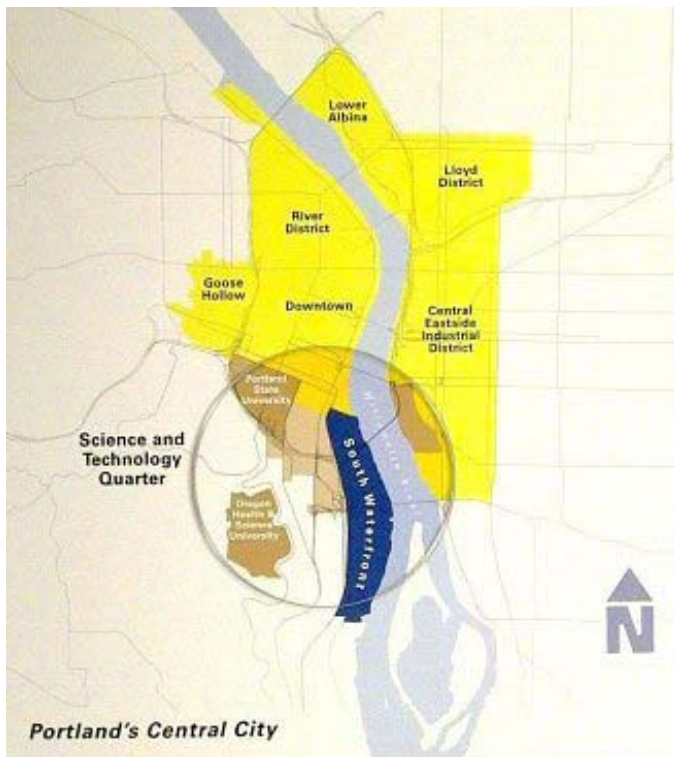 Lower
Albina
Lloyd
District
River
District
Goose
Hollow
Downtown
Central
Eastside
Industrial
District
Portland
State
University
Science and
Technology
Quarter
South Waterfront
Oregon
Health &
Science
University
N
Portland's Central City